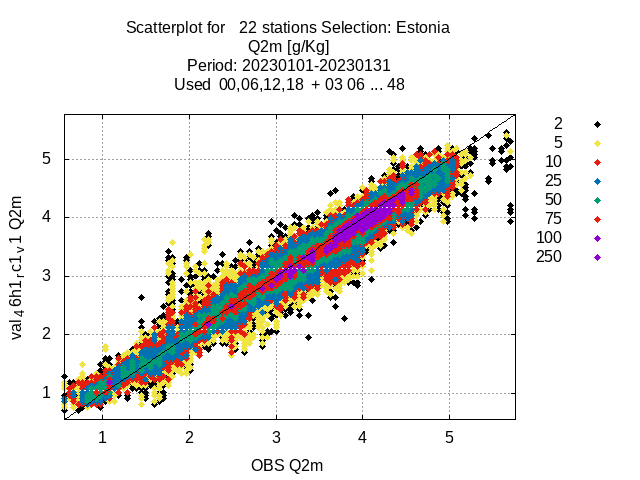 Scatterplot for 22 stations Selection: Estonia
Q2m [g/Kg]
Period: 20230101-20230131
Used 00,06,12,18 + 03 06 ... 48
2
5
10
25
50
75
100
250
5
4
3
2
1
val4 6h1,rc1,v.1 Q2m
1 2 3 4 5
OBS Q2m